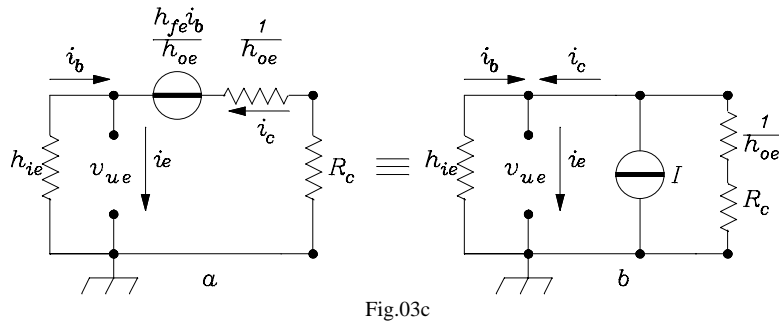 h_fe i_b / h_oe
1 / h_oe
i_b
i_c
h_ie
v_ue
i_e
R_c
a
≡
i_b
i_c
h_ie
v_ue
i_e
I
1 / h_oe
R_c
b
Fig.03c